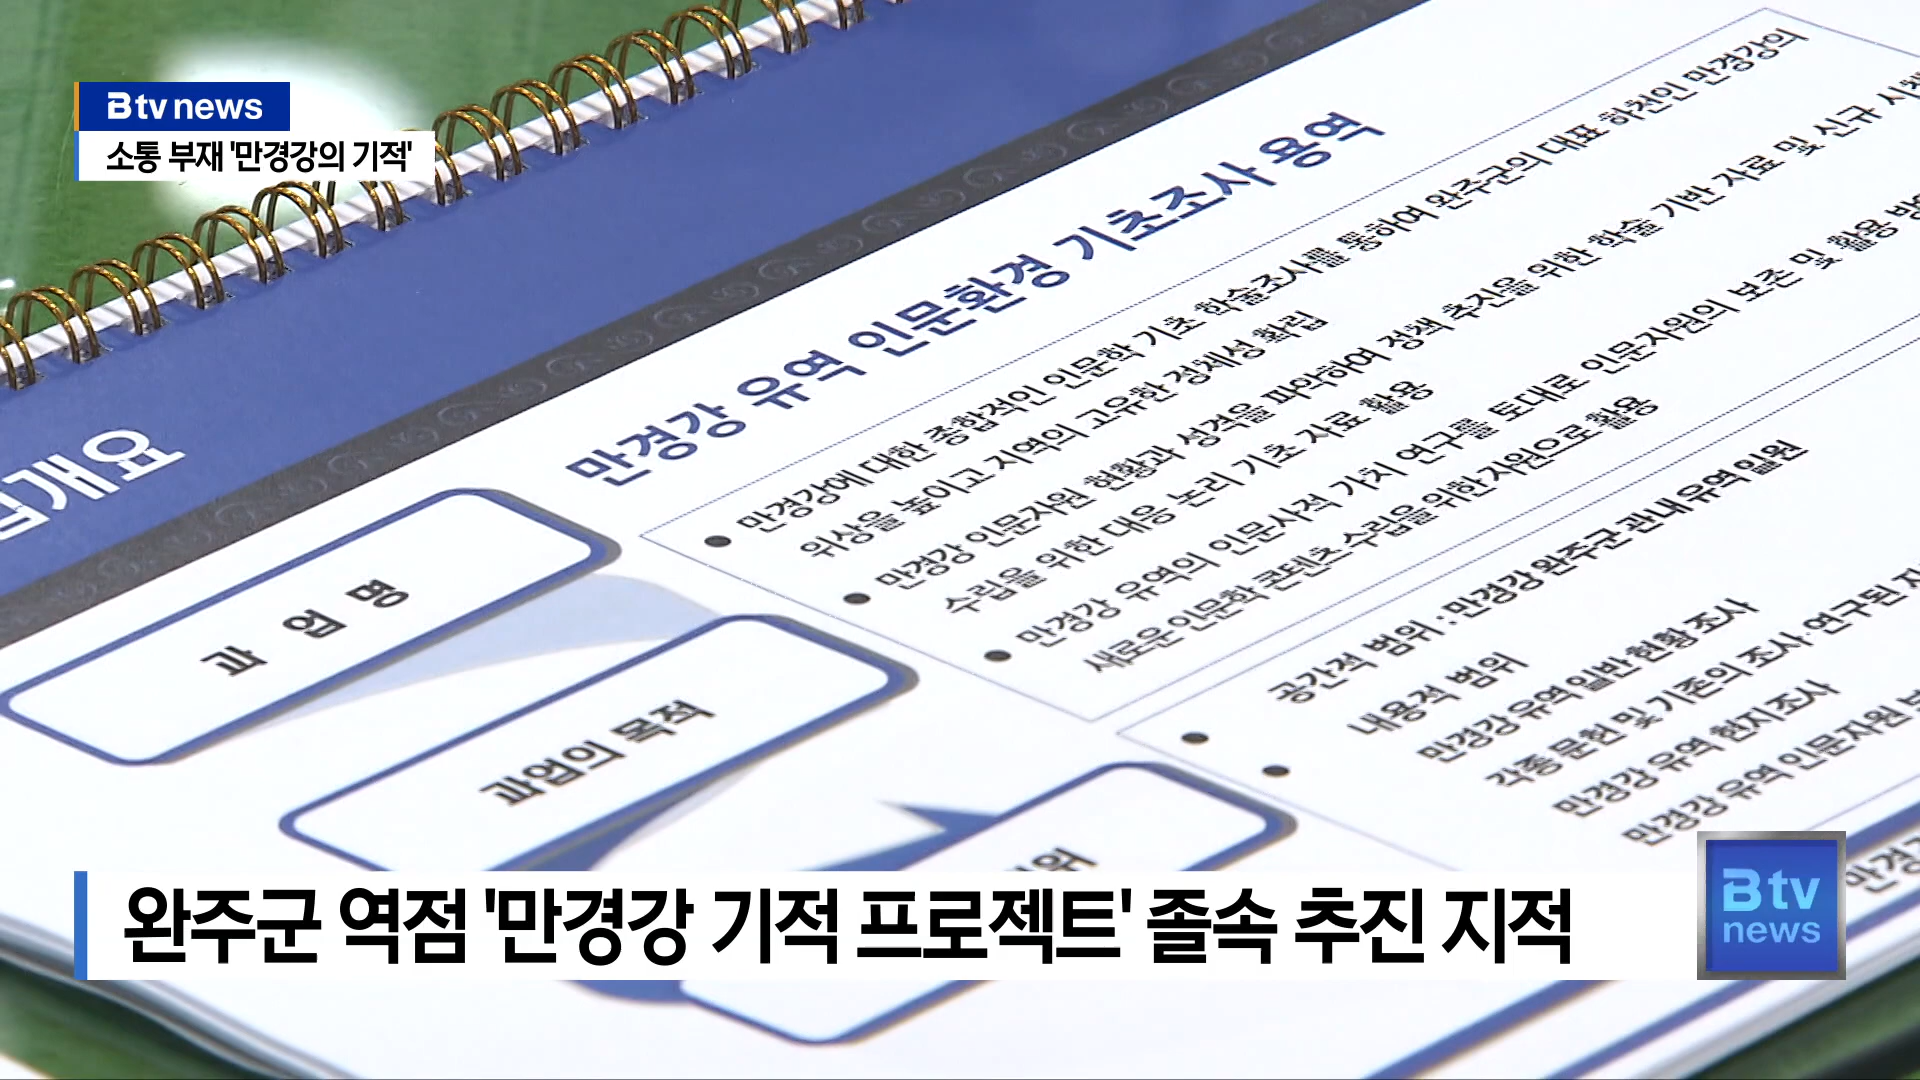 B tv news
소통 부재 '만경강의 기적'
개요
만경강 유역 인문환경 기초조사 용역
과 업 명
● 만경강에 대한 종합적인 인문학 기초 학술조사를 통하여 완주군의 대표 하천인 만경강의
위상을 높이고 지역의 고유한 정체성 확립
● 만경강 인문자원 현황과 성격을 파악하여 정책 추진을 위한 학술 기반 자료 및 신규 시책
수립을 위한 대응 논리 기초 자료 활용
● 만경강 유역의 인문사적 가치 연구를 토대로 인문자원의 보존 및 활용
새로운 인문학 콘텐츠 수립을 위한 자원으로 활용
과업의 목적
● 공간적 범위 : 만경강 완주군 관내 유역 일원
● 내용적 범위
만경강 유역 일반 현황 조사
각종 문헌 및 기존의 조사·연구된
만경강 유역 현지조사
만경강 유역 인문자원
완주군 역점 '만경강 기적 프로젝트' 졸속 추진 지적
B tv
news